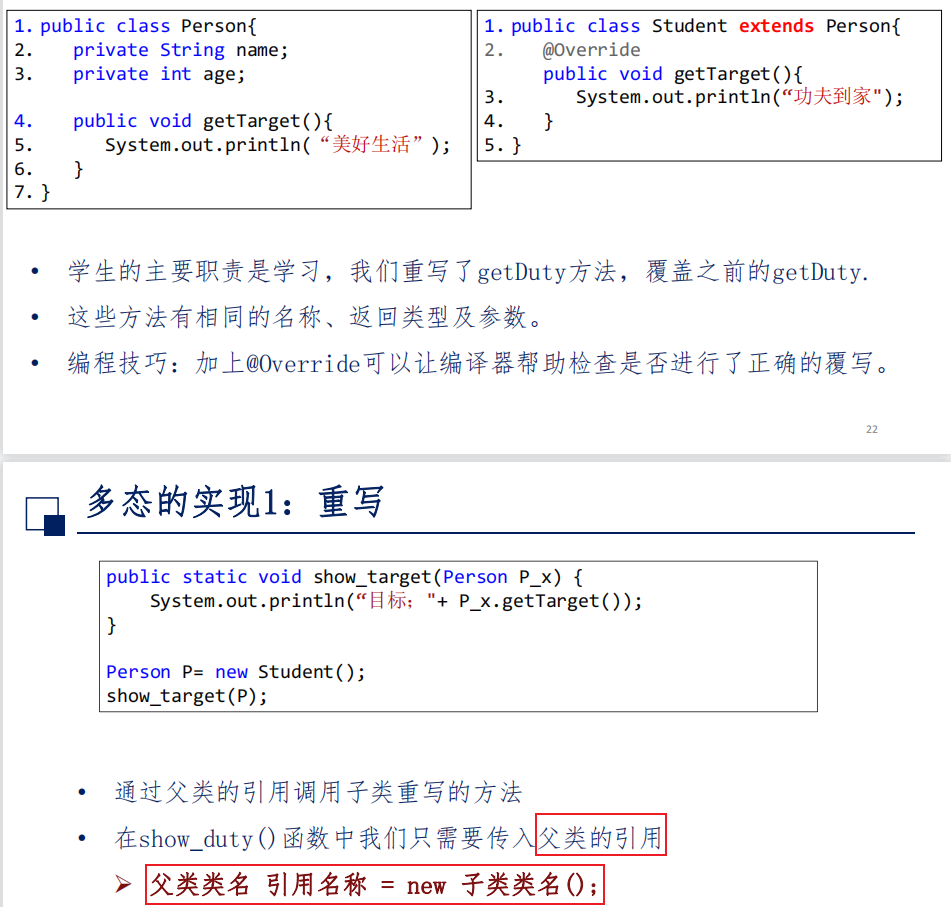 1. public class Person{
2. private String name;
3. private int age;
4. public void getTarget(){
5. System.out.println(“美好生活”);
6. }
7. }
1. public class Student extends Person{
2. @Override
public void getTarget(){
3. System.out.println(“功夫到家");
4. }
5. }
• 学生的主要职责是学习，我们重写了getDuty方法，覆盖之前的getDuty.
• 这些方法有相同的名称、返回类型及参数。
• 编程技巧：加上@Override可以让编译器帮助检查是否进行了正确的覆写。
22
多态的实现1：重写
public static void show_target(Person P_x) {
System.out.println(“目标："+ P_x.getTarget());
}
Person P= new Student();
show_target(P);
• 通过父类的引用调用子类重写的方法
• 在show_duty()函数中我们只需要传入父类的引用
➢ 父类类名 引用名称 = new 子类类名();